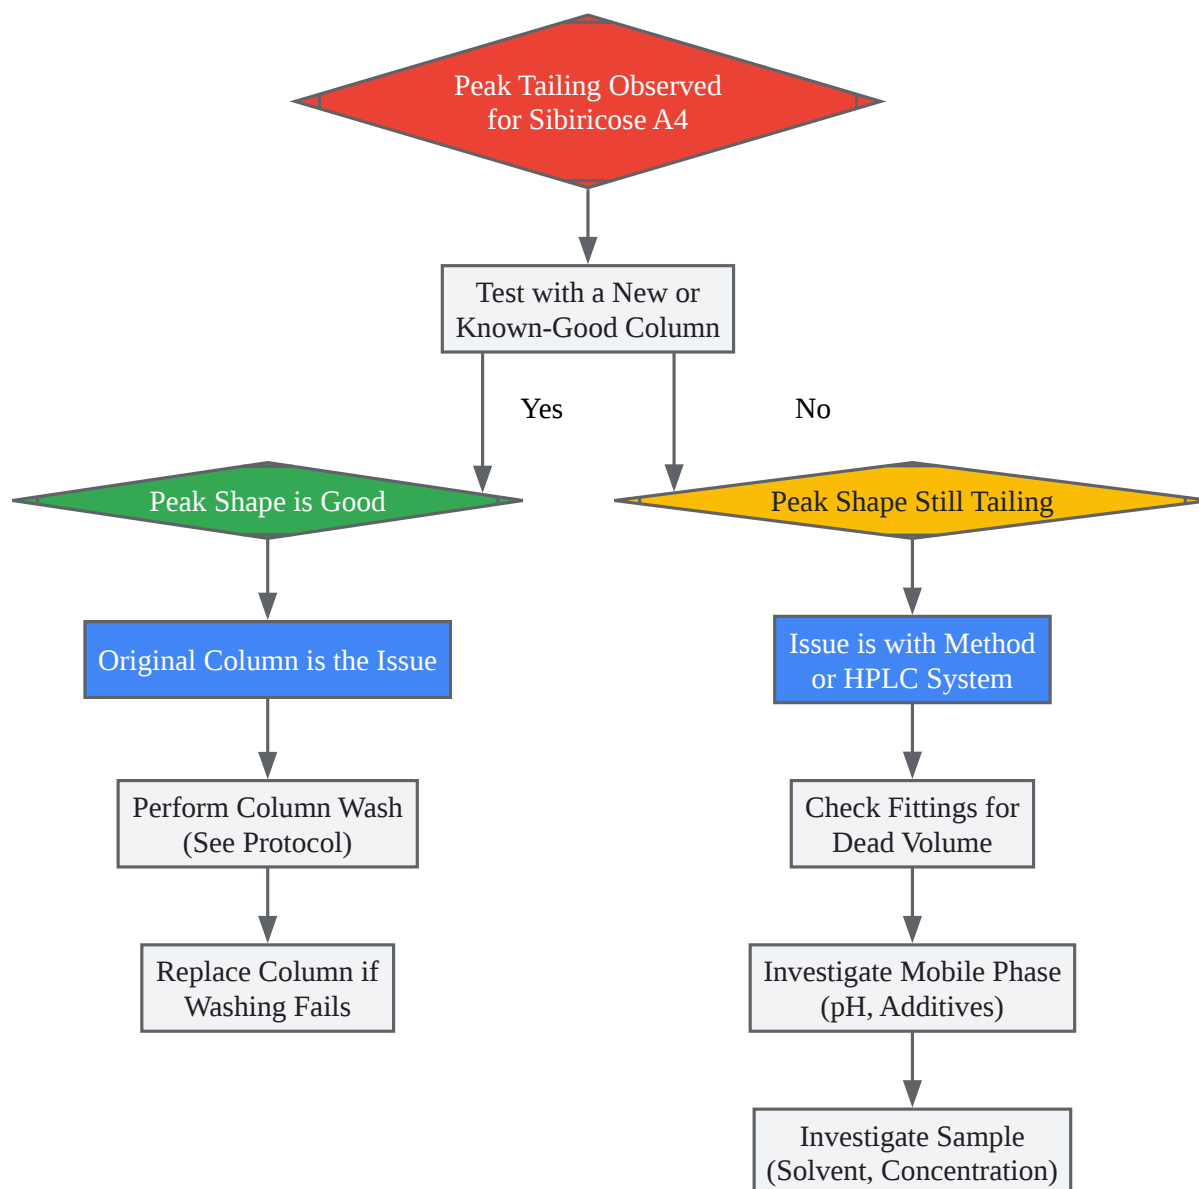 Peak Tailing Observed
for Sibiricose A4
Test with a New or
Known-Good Column
Yes
No
Peak Shape is Good
Peak Shape Still Tailing
Original Column is the Issue
Issue is with Method
or HPLC System
Perform Column Wash
(See Protocol)
Check Fittings for
Dead Volume
Replace Column if
Washing Fails
Investigate Mobile Phase
(pH, Additives)
Investigate Sample
(Solvent, Concentration)